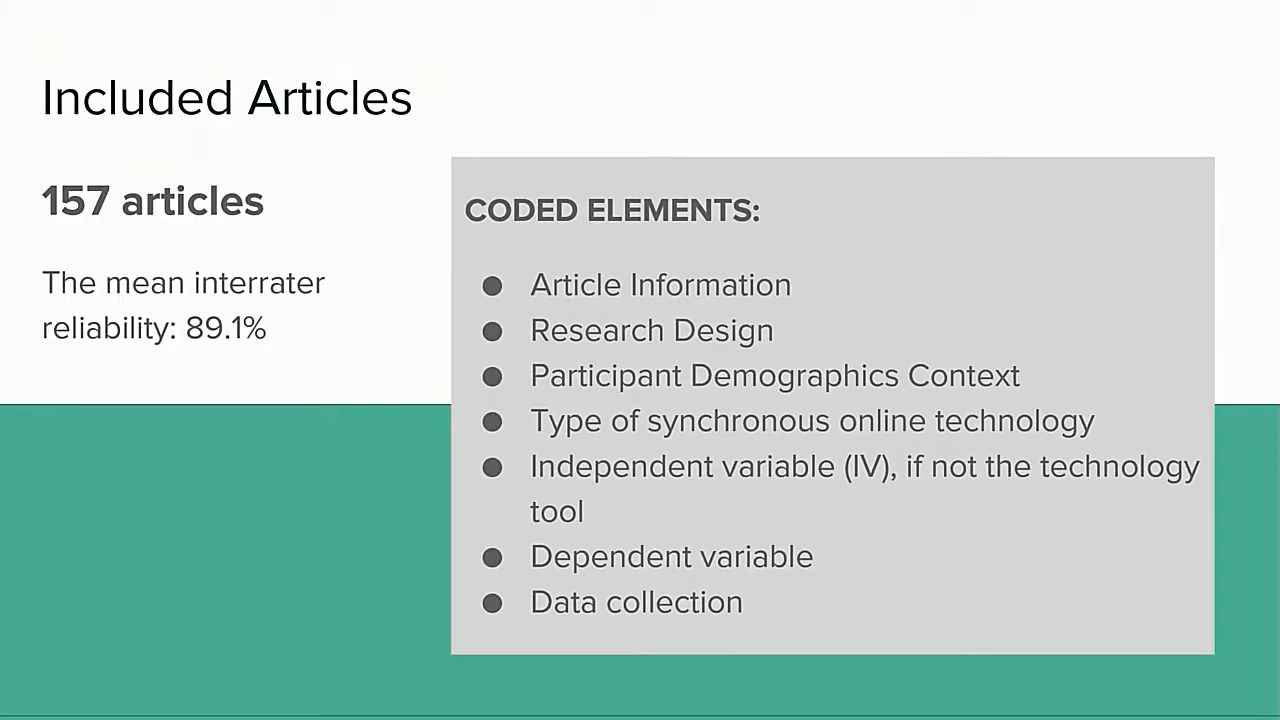 Included Articles
157 articles
The mean interrater
reliability: 89.1%
CODED ELEMENTS:
● Article Information
● Research Design
● Participant Demographics Context
● Type of synchronous online technology
● Independent variable (IV), if not the technology
tool
● Dependent variable
● Data collection